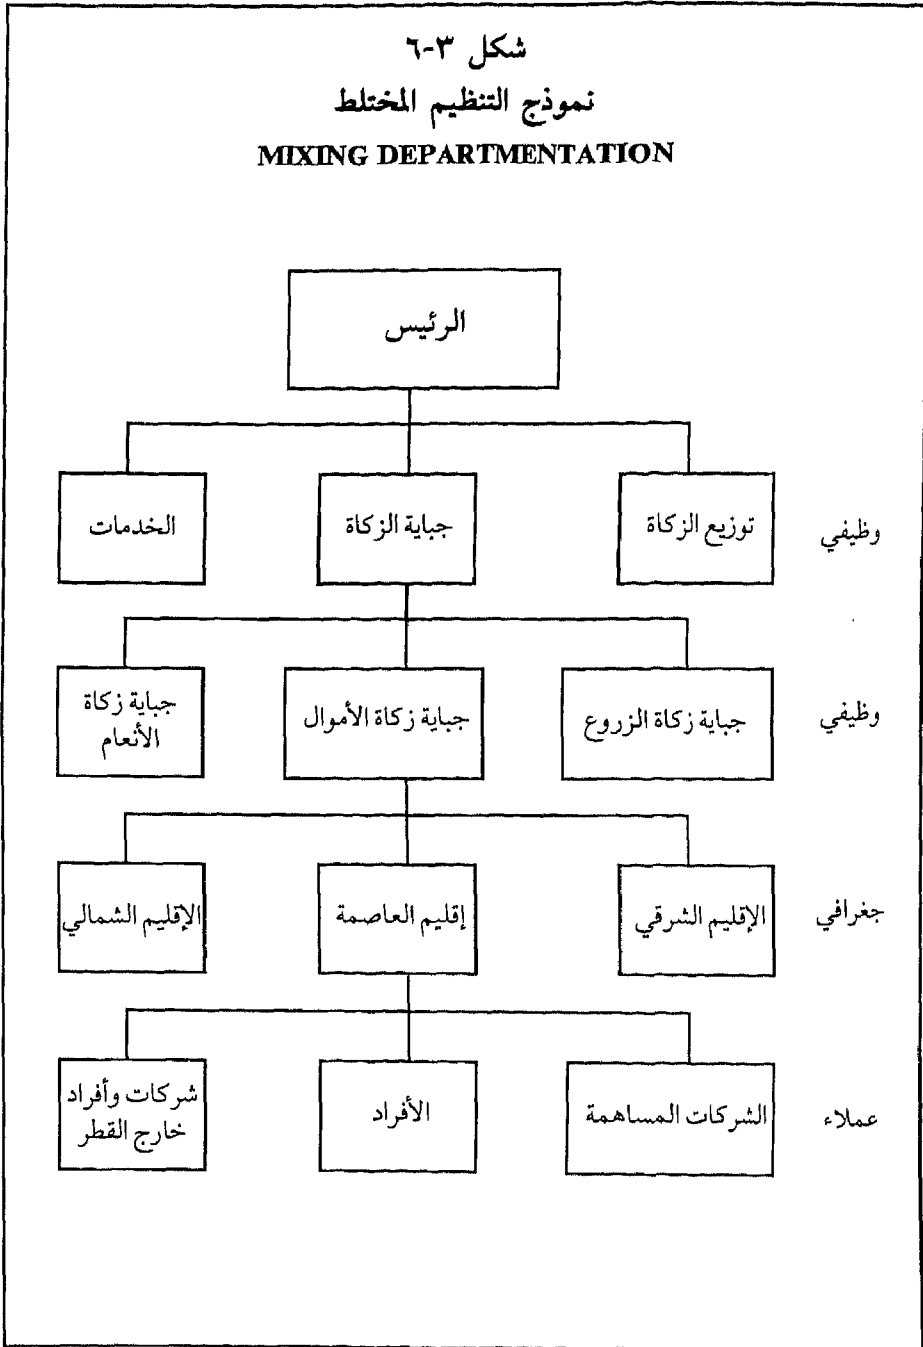 شكل ٣-٦
نموذج التنظيم المختلط
MIXING DEPARTMENTATION
الرئيس
توزيع الزكاة
جباية الزكاة
الخدمات
وظيفي
جباية زكاة الزروع
جباية زكاة الأموال
جباية زكاة
الأنعام
وظيفي
الإقليم الشرقي
إقليم العاصمة
الإقليم الشمالي
جغرافي
الشركات المساهمة
الأفراد
شركات وأفراد
خارج القطر
عملاء